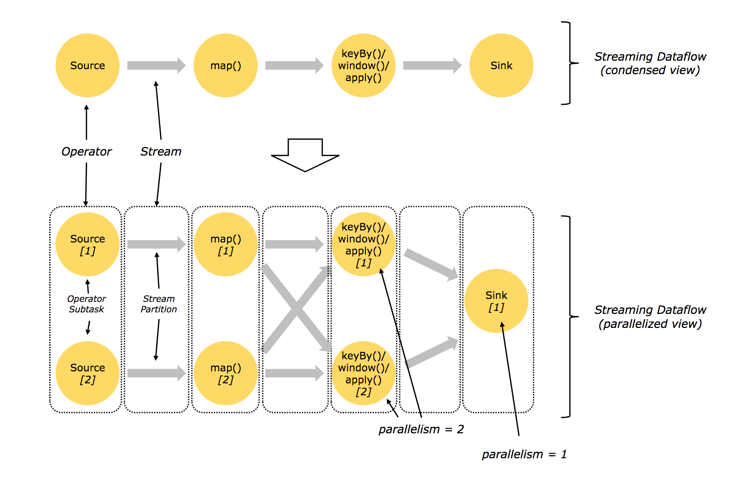 Source
map()
keyBy()/
window()/
apply()
Sink
Streaming Dataflow
(condensed view)
Operator
Stream
Source
[1]
map()
[1]
keyBy()/
window()/
apply()
[1]
Operator
Subtask
Stream
Partition
Sink
[1]
Streaming Dataflow
(parallelized view)
Source
[2]
map()
[2]
keyBy()/
window()/
apply()
[2]
parallelism = 2
parallelism = 1